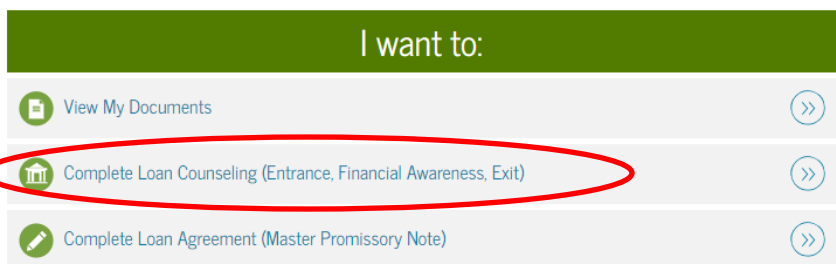 I want to:
View My Documents
Complete Loan Counseling (Entrance, Financial Awareness, Exit)
Complete Loan Agreement (Master Promissory Note)